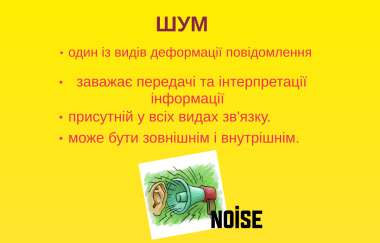 ШУМ
• один із видів деформації повідомлення
• заважає передачі та інтерпретації
інформації
• присутній у всіх видах зв'язку.
• може бути зовнішнім і внутрішнім.
NOISE